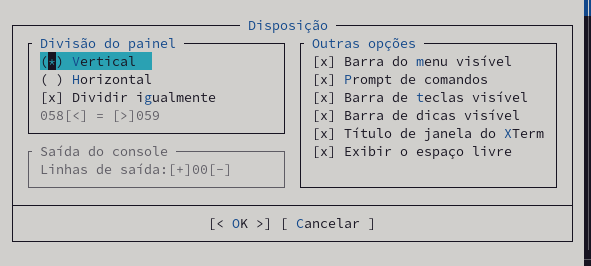 Disposição
Divisão do painel
(*) Vertical
( ) Horizontal
[x] Dividir igualmente
058[<] = [>]059
Saída do console
Linhas de saída:[+]00[-]
Outras opções
[x] Barra do menu visível
[x] Prompt de comandos
[x] Barra de teclas visível
[x] Barra de dicas visível
[x] Título de janela do XTerm
[x] Exibir o espaço livre
[< OK >] [ Cancelar ]